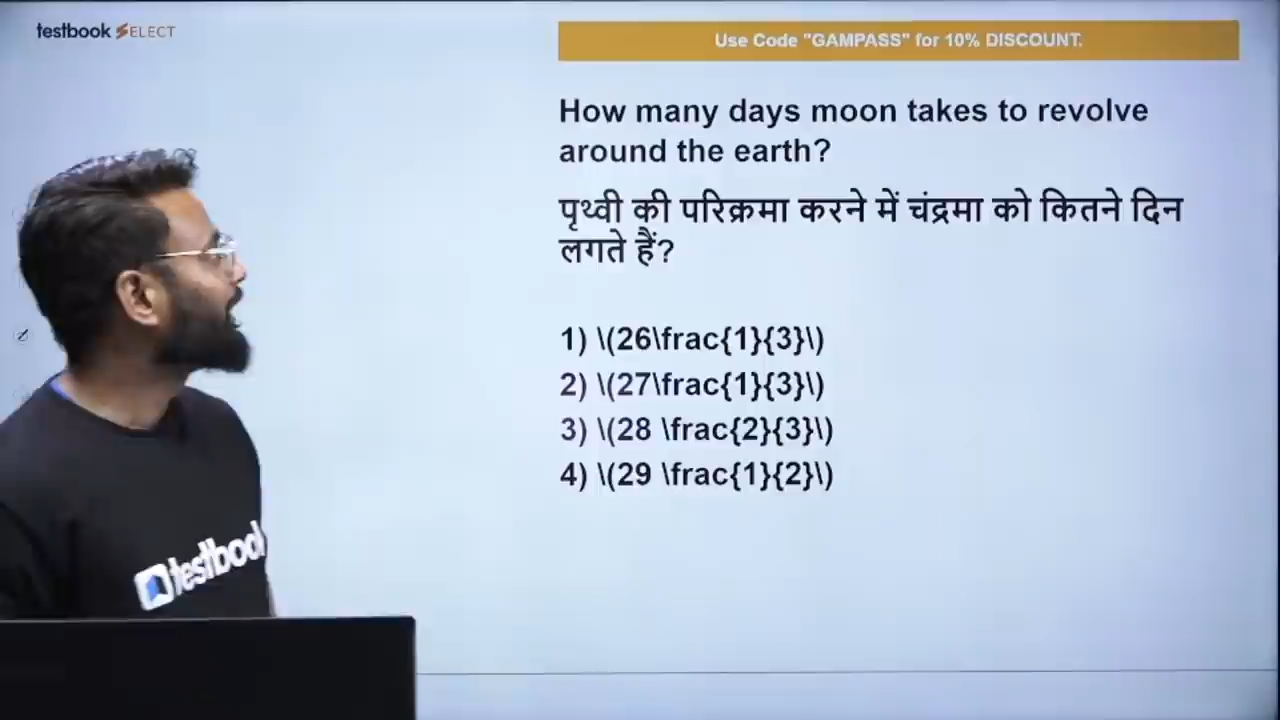 testbook SELECT
Use Code "GAMPASS" for 10% DISCOUNT.
How many days moon takes to revolve
around the earth?
पृथ्वी की परिक्रमा करने में चंद्रमा को कितने दिन
लगते हैं?
1) \(26\frac{1}{3}\)
2) \(27\frac{1}{3}\)
3) \(28 \frac{2}{3}\)
4) \(29 \frac{1}{2}\)
testbook